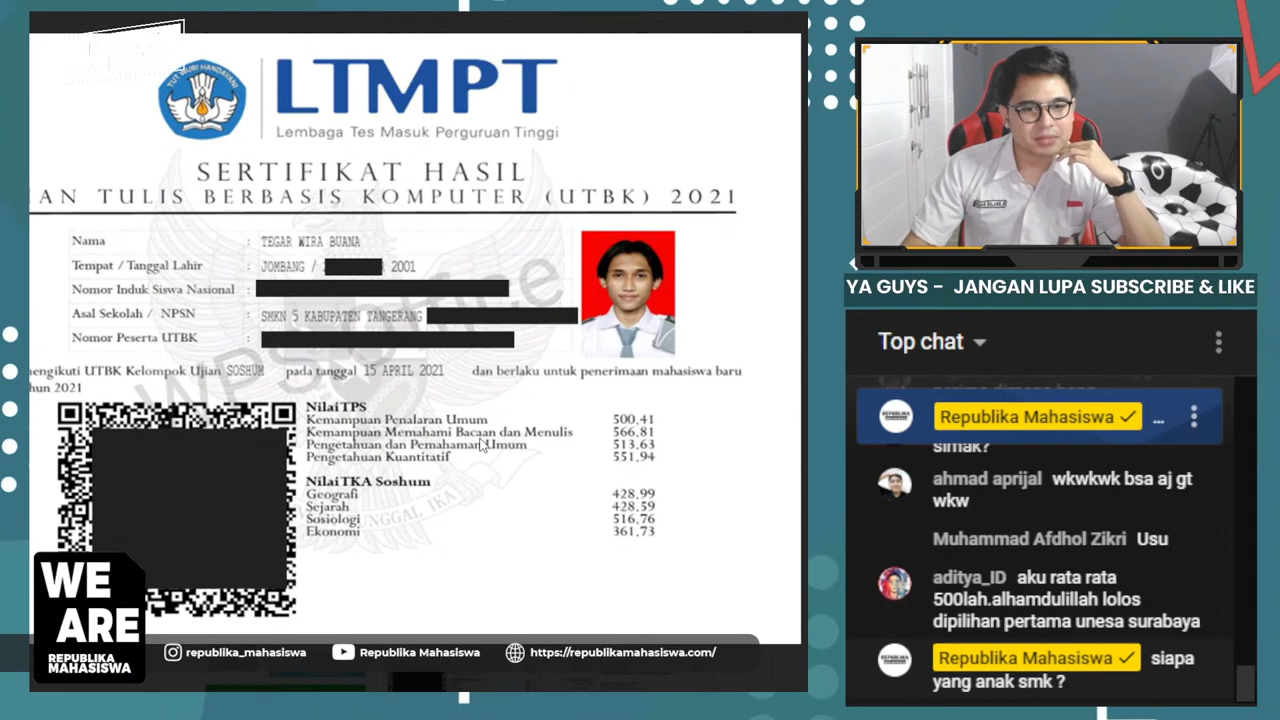 LTMPT
Lembaga Tes Masuk Perguruan Tinggi
TUT WURI HANDAYANI
SERTIFIKAT HASIL
IAN TULIS BERBASIS KOMPUTER (UTBK) 2021
Nama : TEGAR WIRA BUANA
Tempat / Tanggal Lahir : JOMBANG / 2001
Nomor Induk Siswa Nasional :
Asal Sekolah / NPSN : SMKN 5 KABUPATEN TANGERANG
Nomor Peserta UTBK :
WPS Office
engikuti UTBK Kelompok Ujian SOSHUM pada tanggal 15 APRIL 2021 dan berlaku untuk penerimaan mahasiswa baru
hun 2021
Nilai TPS
Kemampuan Penalaran Umum 500.41
Kemampuan Memahami Bacaan dan Menulis 566.81
Pengetahuan dan Pemahaman Umum 513.63
Pengetahuan Kuantitatif 551.94
Nilai TKA Soshum
Geografi 428.99
Sejarah 428.59
Sosiologi 516.76
Ekonomi 361.73
WE
ARE
REPUBLIKA
MAHASISWA
republika_mahasiswa
Republika Mahasiswa
https://republikamahasiswa.com/
YA GUYS - JANGAN LUPA SUBSCRIBE & LIKE
Top chat
Republika Mahasiswa ...
simak?
ahmad aprijal wkwkwk bsa aj gt
wkw
Muhammad Afdhol Zikri Usu
aditya_ID aku rata rata
500lah.alhamdulillah lolos
dipilihan pertama unesa surabaya
Republika Mahasiswa siapa
yang anak smk ?